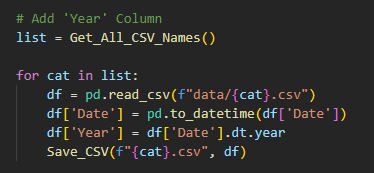 # Add 'Year' Column
list = Get_All_CSV_Names()

for cat in list:
    df = pd.read_csv(f"data/{cat}.csv")
    df['Date'] = pd.to_datetime(df['Date'])
    df['Year'] = df['Date'].dt.year
    Save_CSV(f"{cat}.csv", df)